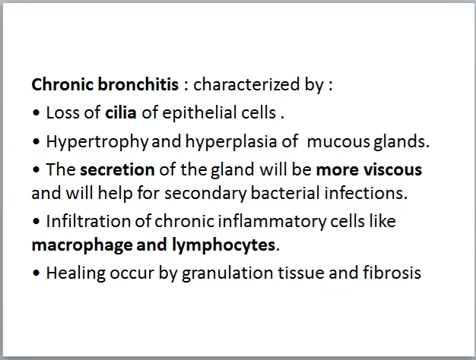 Chronic bronchitis : characterized by :
• Loss of cilia of epithelial cells .
• Hypertrophy and hyperplasia of mucous glands.
• The secretion of the gland will be more viscous
and will help for secondary bacterial infections.
• Infiltration of chronic inflammatory cells like
macrophage and lymphocytes.
• Healing occur by granulation tissue and fibrosis